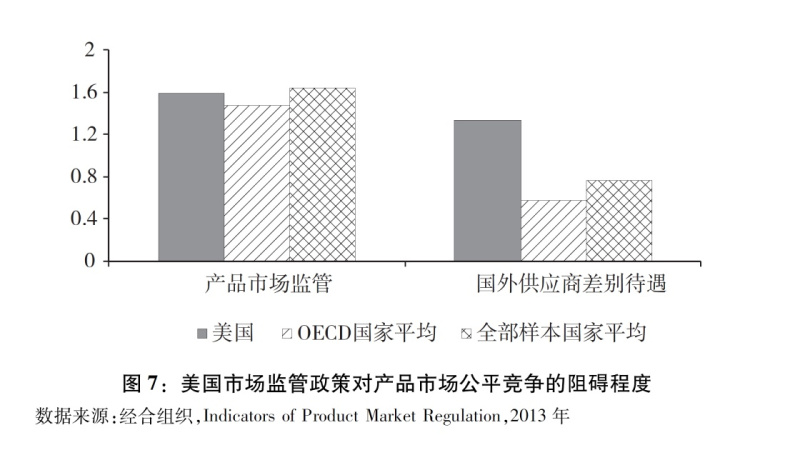 2
1.6
1.2
0.8
0.4
0
产品市场监管 国外供应商差别待遇
美国 OECD国家平均 全部样本国家平均
图 7：美国市场监管政策对产品市场公平竞争的阻碍程度
数据来源:经合组织,Indicators of Product Market Regulation,2013 年